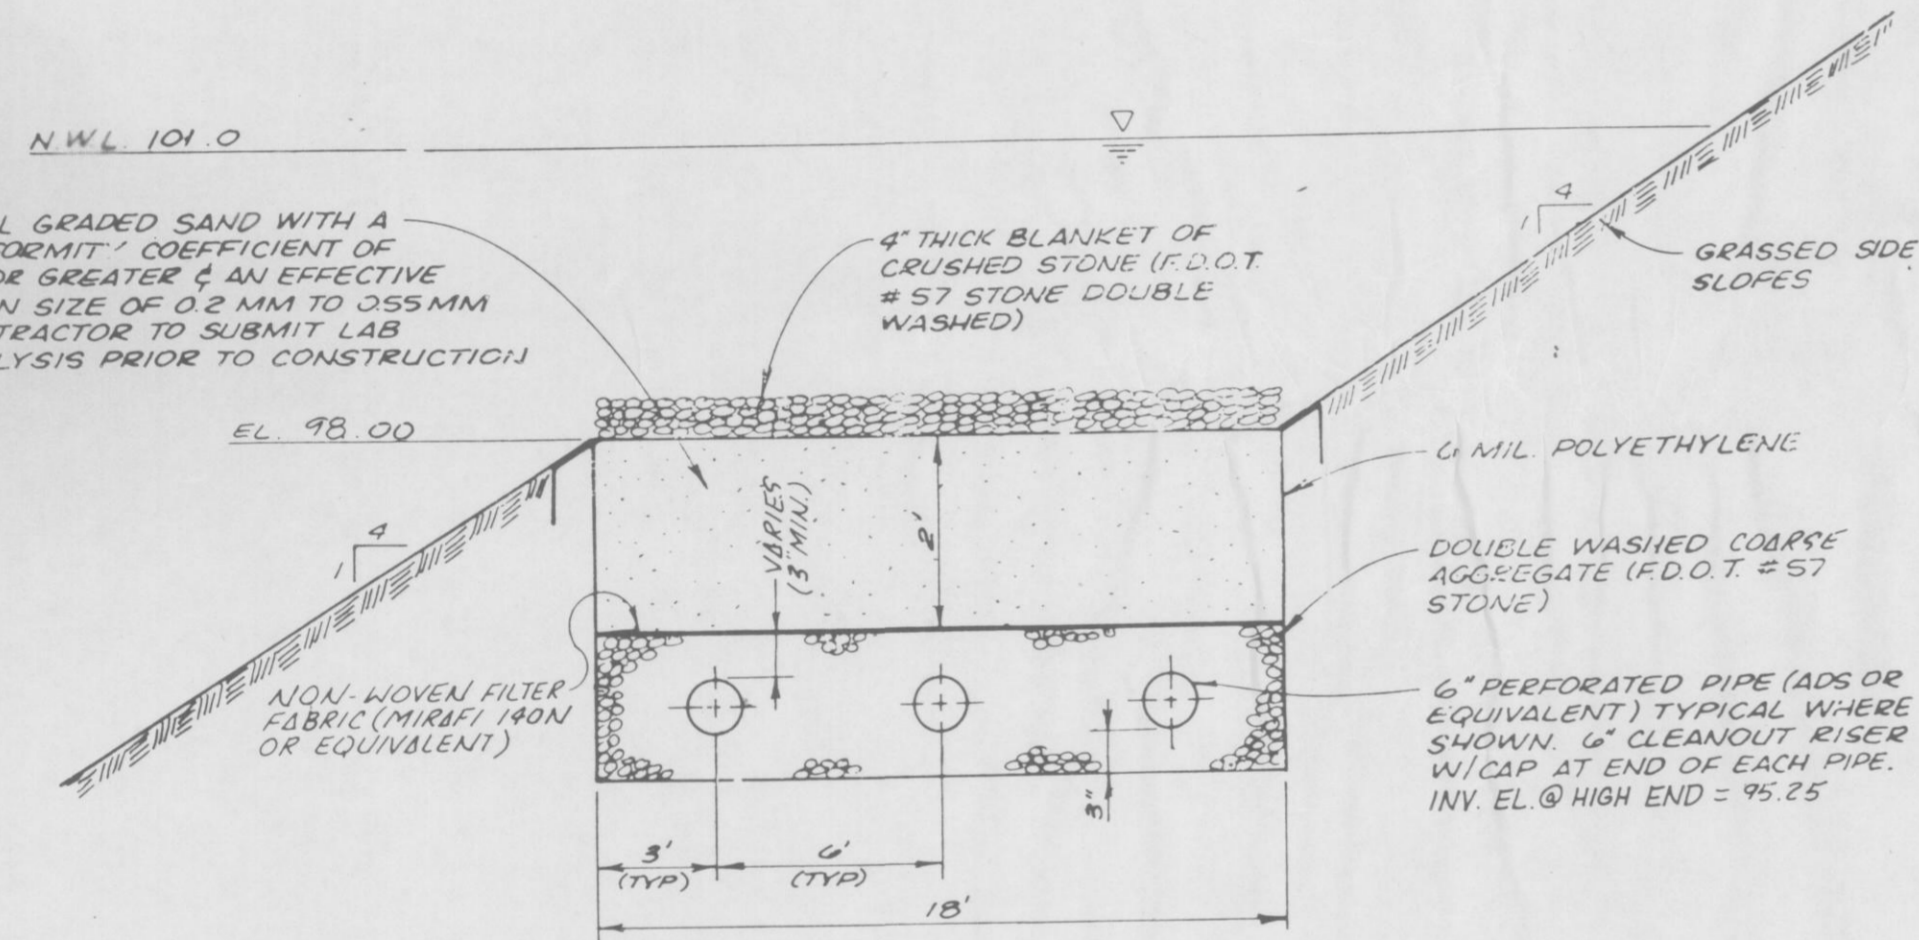 N.W.L. 101.0
L GRADED SAND WITH A
FORMIT' COEFFICIENT OF
OR GREATER & AN EFFECTIVE
N SIZE OF 0.2 MM TO 0.55 MM
TRACTOR TO SUBMIT LAB
LYSIS PRIOR TO CONSTRUCTION
4" THICK BLANKET OF
CRUSHED STONE (F.D.O.T.
# 57 STONE DOUBLE
WASHED)
1
4
GRASSED SIDE
SLOPES
EL. 98.00
6 MIL. POLYETHYLENE
VARIES
(3" MIN.)
2'
1
4
DOUBLE WASHED COARSE
AGGREGATE (F.D.O.T. #57
STONE)
NON-WOVEN FILTER
FABRIC (MIRAFI 140N
OR EQUIVALENT)
6" PERFORATED PIPE (ADS OR
EQUIVALENT) TYPICAL WHERE
SHOWN. 6" CLEANOUT RISER
W/CAP AT END OF EACH PIPE.
INV. EL. @ HIGH END = 95.25
3"
3'
(TYP)
6'
(TYP)
18'